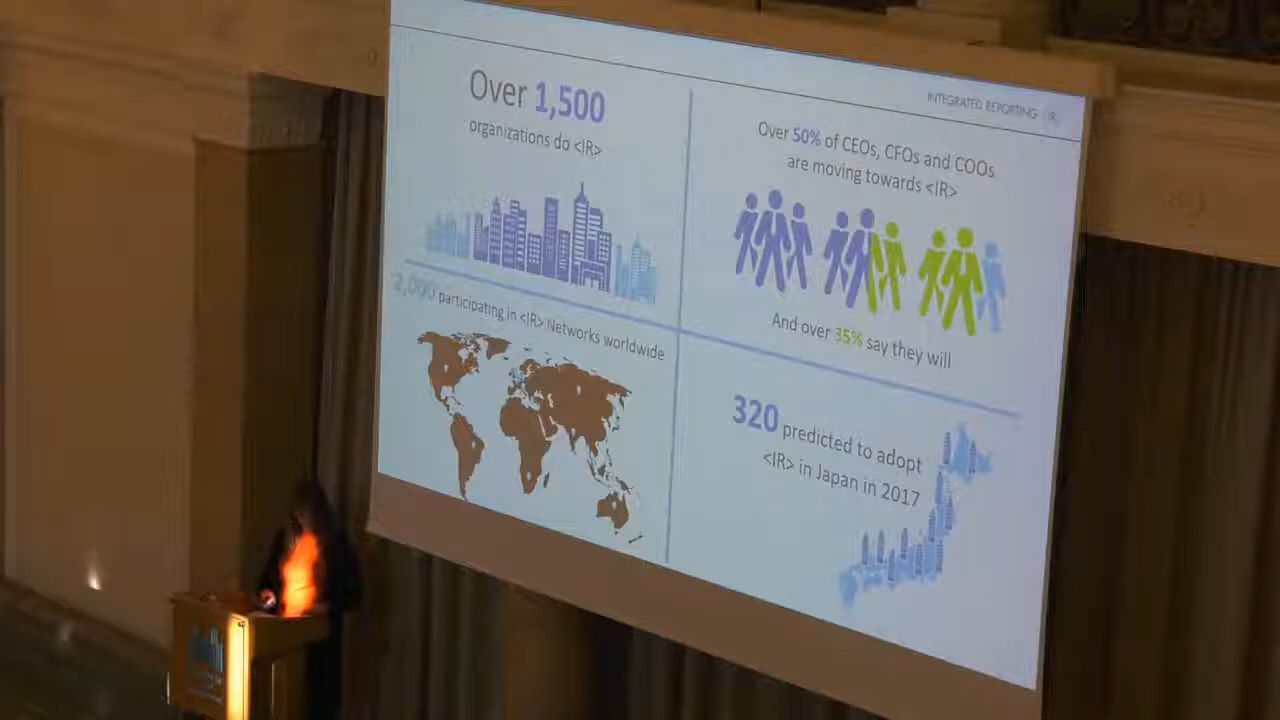 INTEGRATED REPORTING <IR>
Over 1,500
organizations do <IR>
Over 50% of CEOs, CFOs and COOs
are moving towards <IR>
And over 35% say they will
2,000 participating in <IR> Networks worldwide
320 predicted to adopt
<IR> in Japan in 2017